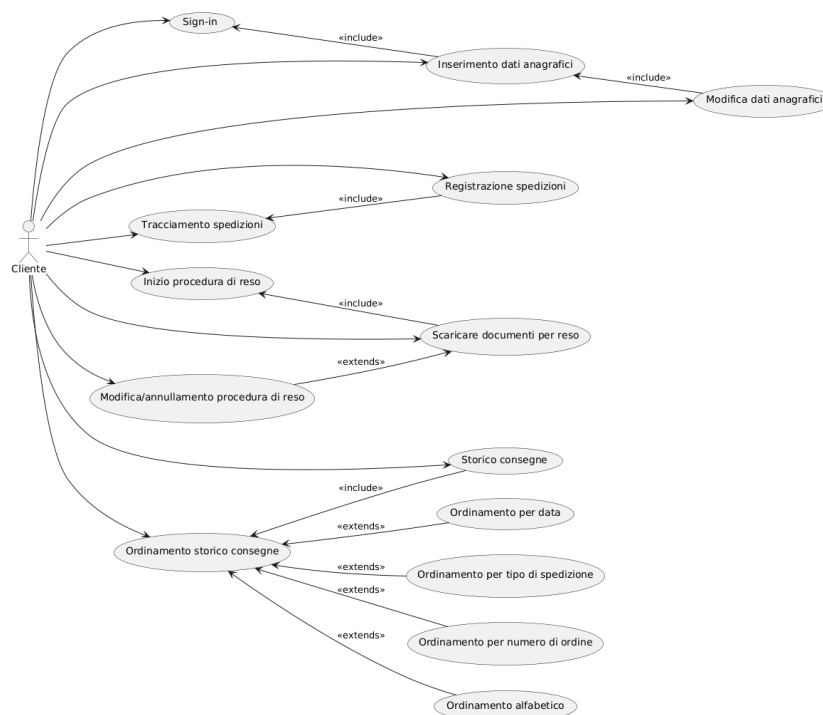 Sign-in
«include»
Inserimento dati anagrafici
«include»
Modifica dati anagrafici
Registrazione spedizioni
«include»
Tracciamento spedizioni
Cliente
Inizio procedura di reso
«include»
Scaricare documenti per reso
«extends»
Modifica/annullamento procedura di reso
Storico consegne
«include»
Ordinamento per data
«extends»
Ordinamento storico consegne
«extends»
Ordinamento per tipo di spedizione
«extends»
Ordinamento per numero di ordine
«extends»
Ordinamento alfabetico